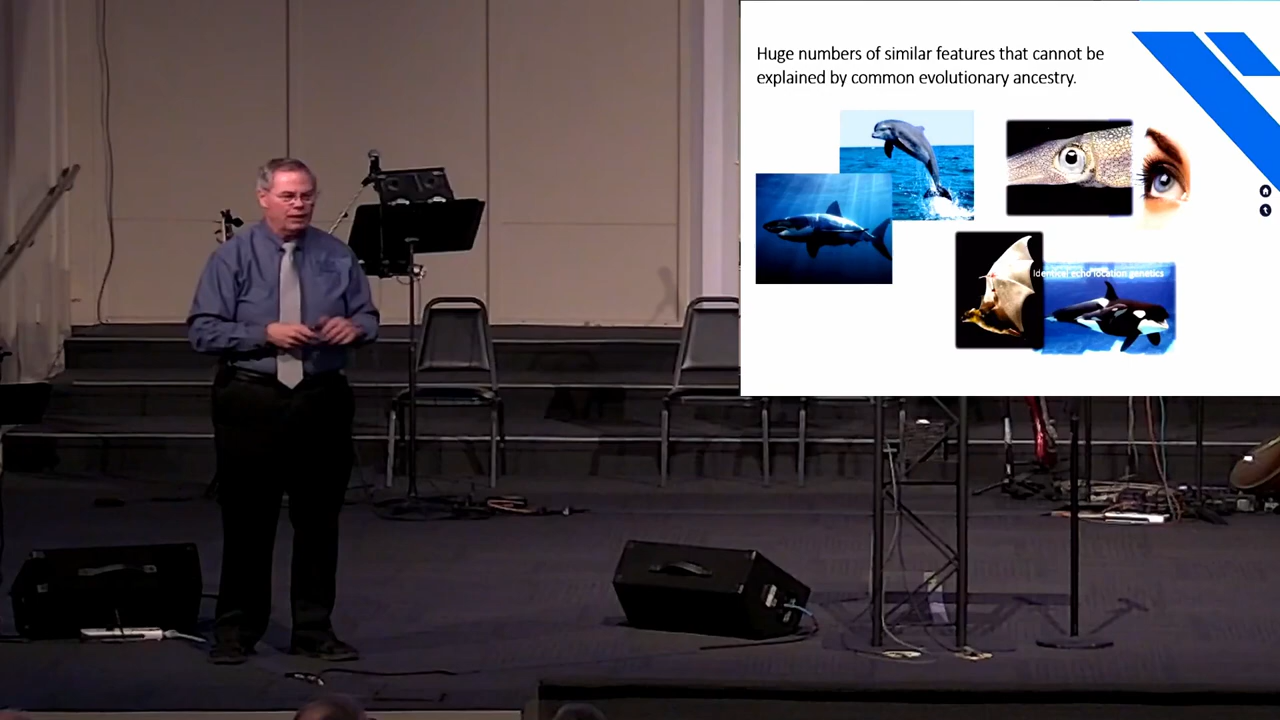 Huge numbers of similar features that cannot be
explained by common evolutionary ancestry.
Identical echo location genetics